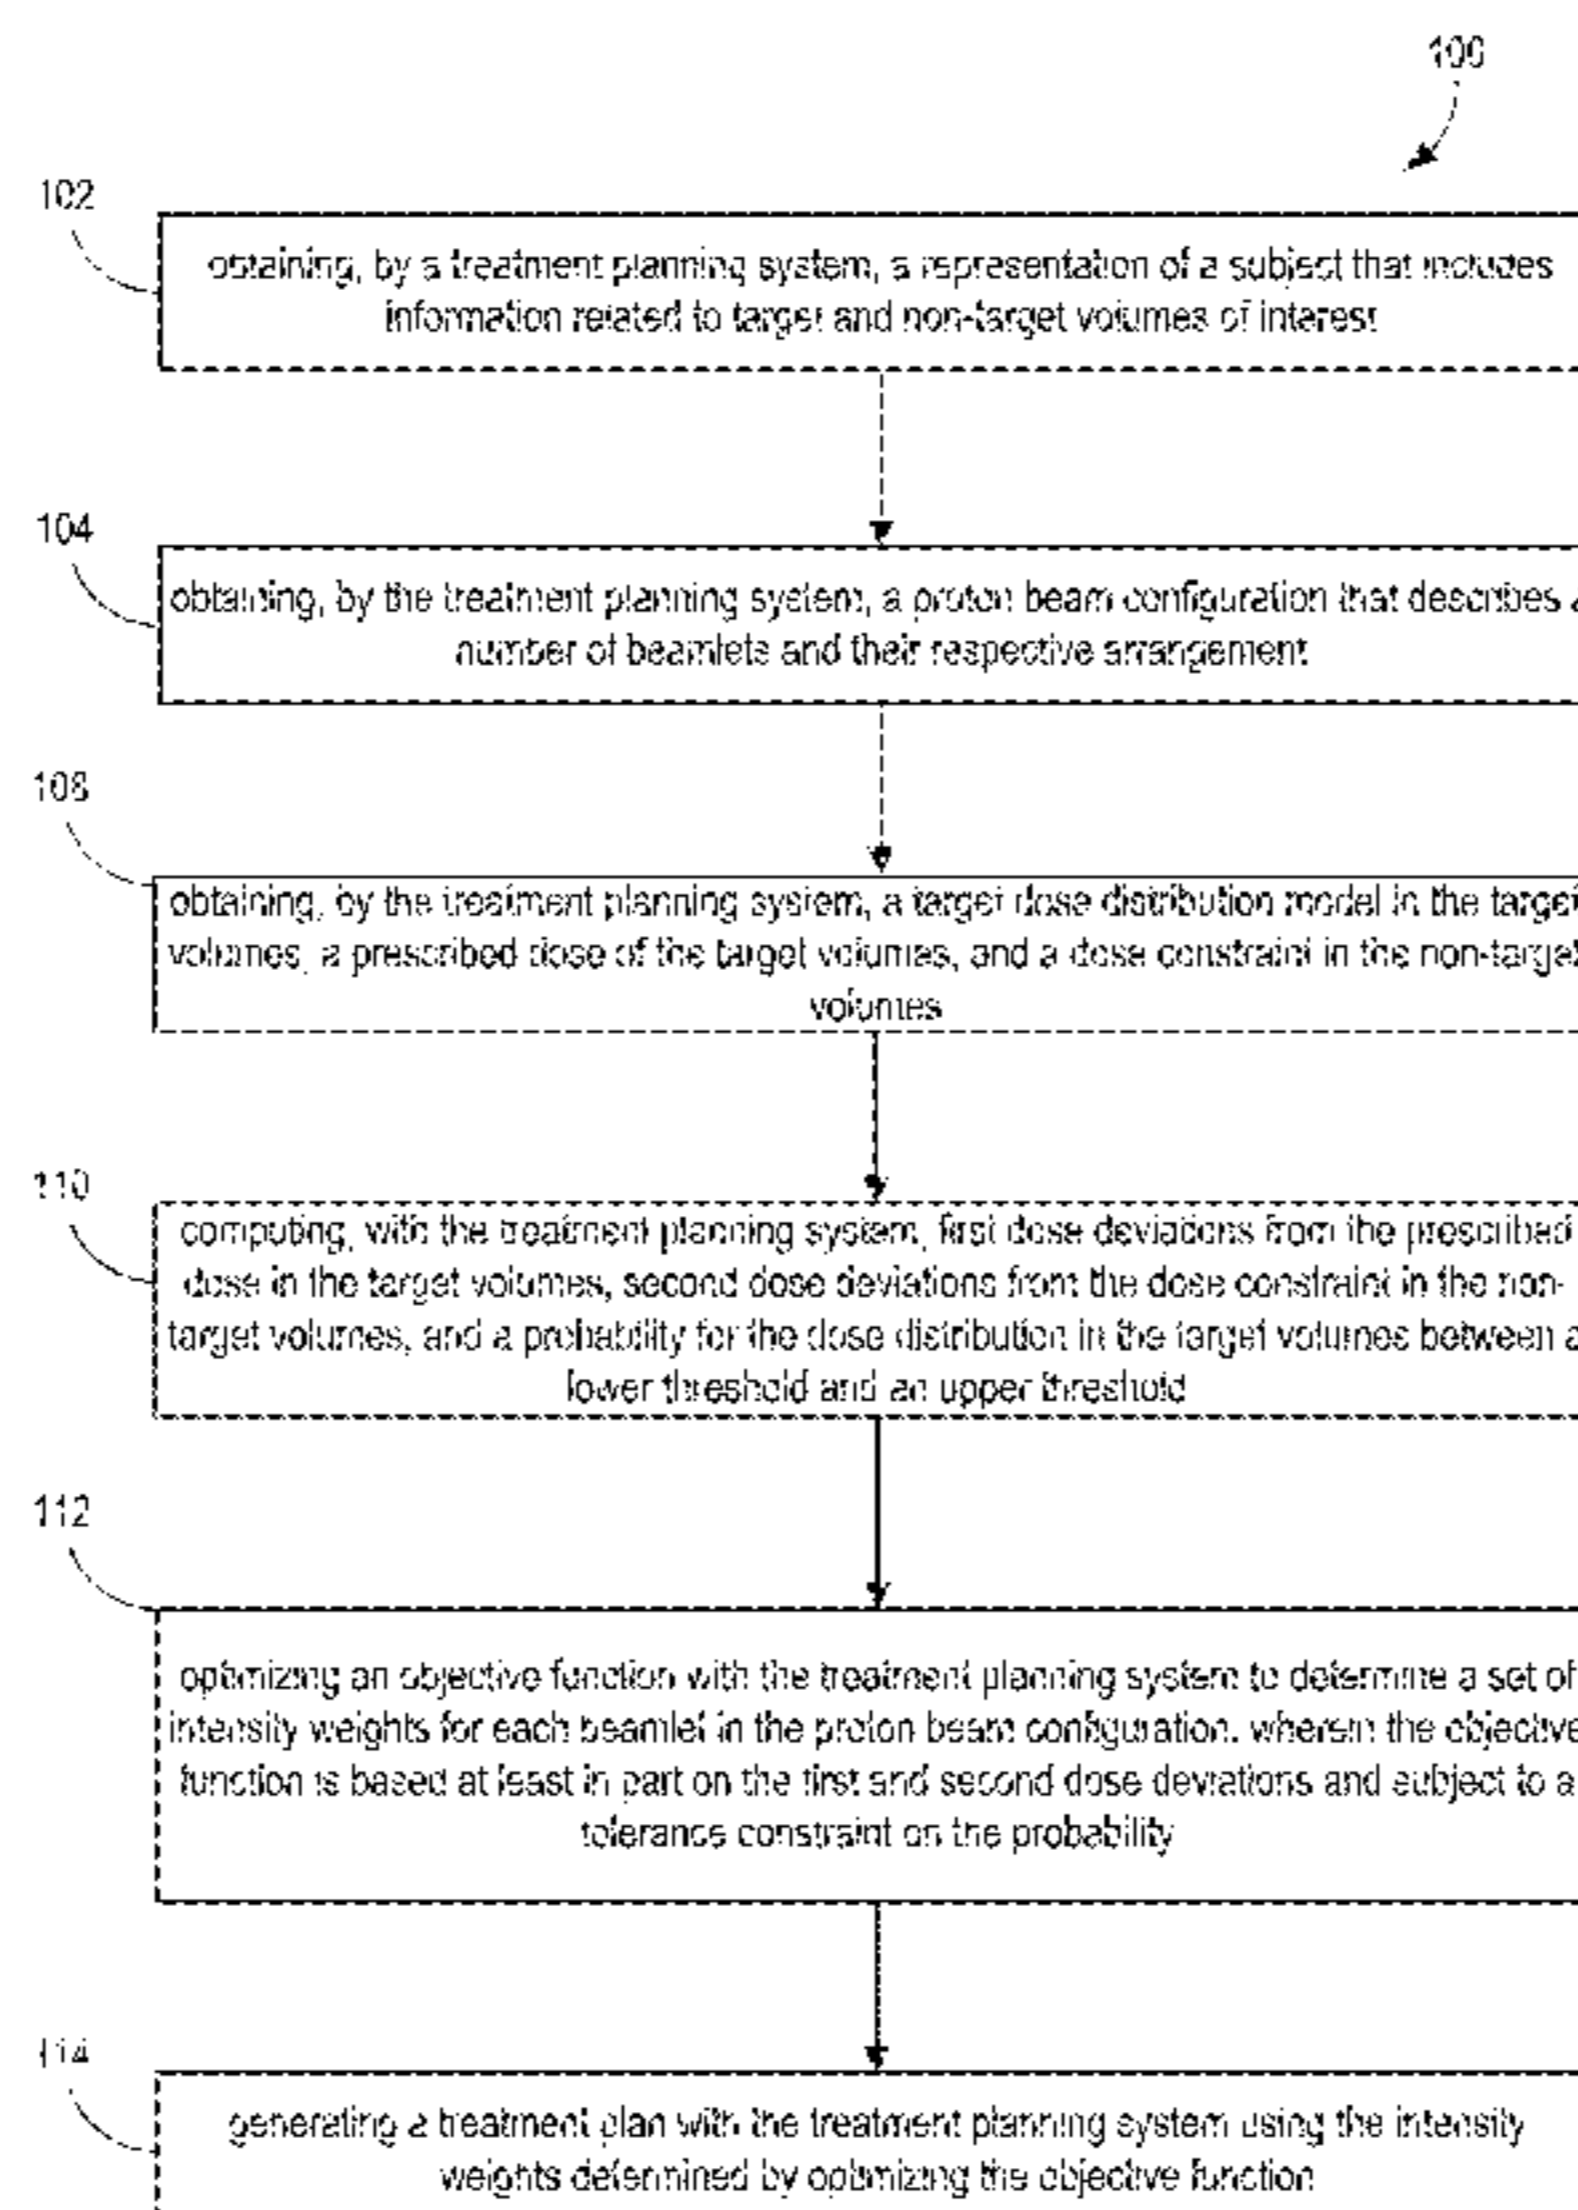 100
102
obtaining, by a treatment planning system, a representation of a subject that includes
information related to target and non-target volumes of interest
104
obtaining, by the treatment planning system, a proton beam configuration that describes a
number of beamlets and their respective arrangement
108
obtaining, by the treatment planning system, a target dose distribution model in the target
volumes, a prescribed dose of the target volumes, and a dose constraint in the non-target
volumes
110
computing, with the treatment planning system, first dose deviations from the prescribed
dose in the target volumes, second dose deviations from the dose constraint in the non-
target volumes, and a probability for the dose distribution in the target volumes between a
lower threshold and an upper threshold
112
optimizing an objective function with the treatment planning system to determine a set of
intensity weights for each beamlet in the proton beam configuration, wherein the objective
function is based at least in part on the first and second dose deviations and subject to a
tolerance constraint on the probability
114
generating a treatment plan with the treatment planning system using the intensity
weights determined by optimizing the objective function